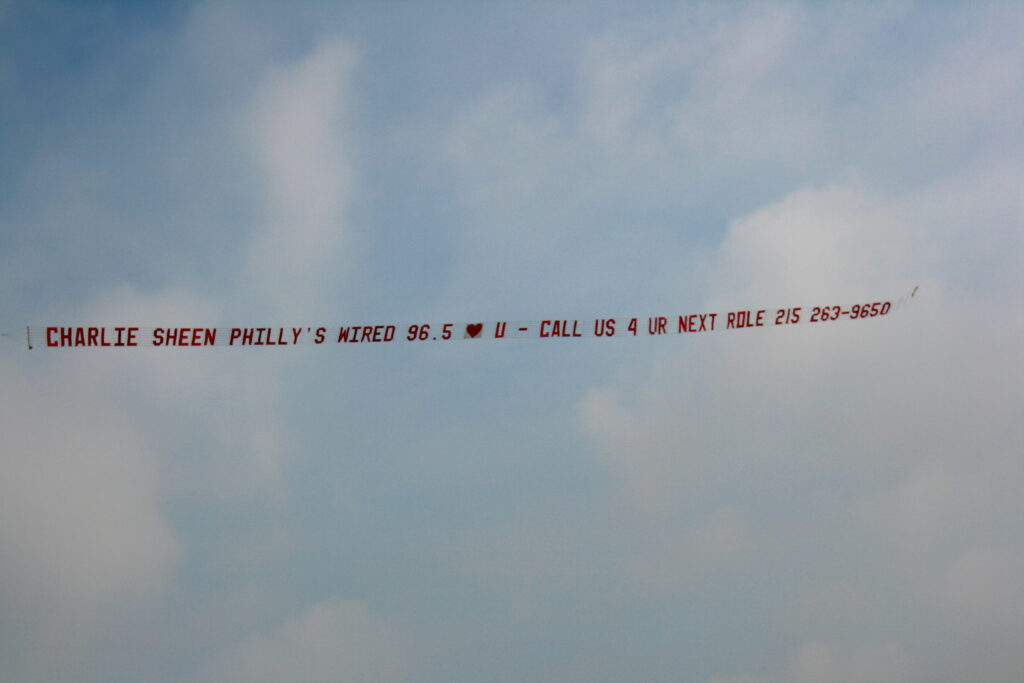 CHARLIE SHEEN PHILLY'S WIRED 96.5 ♥ U - CALL US 4 UR NEXT ROLE 215 263-9650